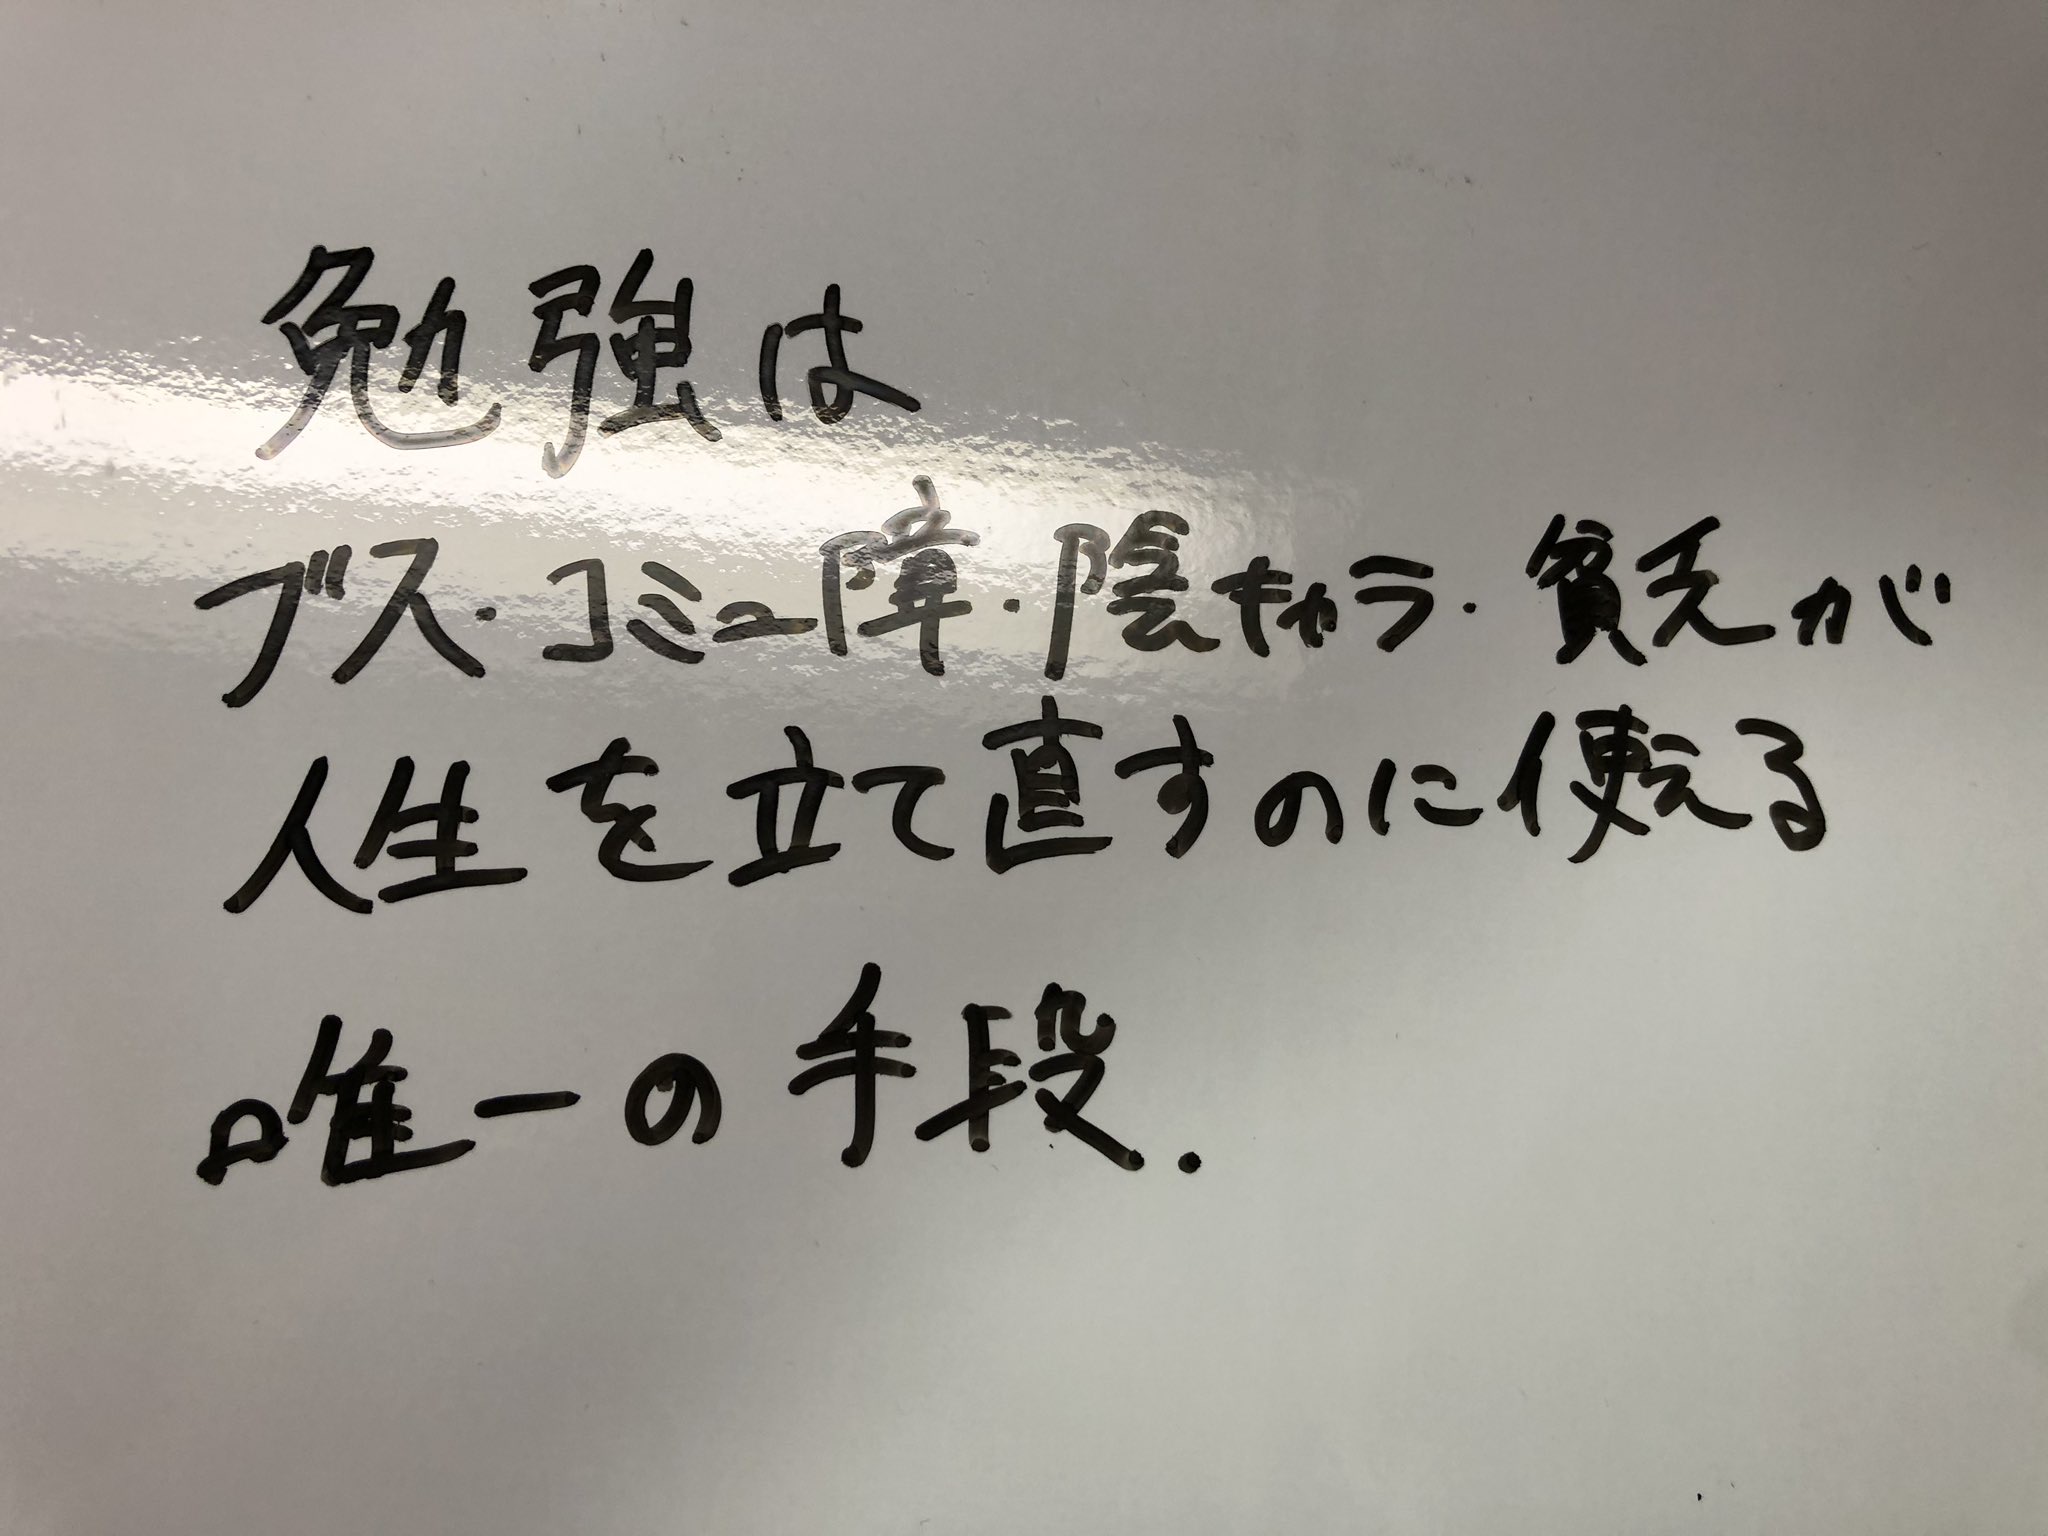 勉強は
ブス・コミュ障・陰キャラ・貧乏が
人生を立て直すのに使える
唯一の手段.